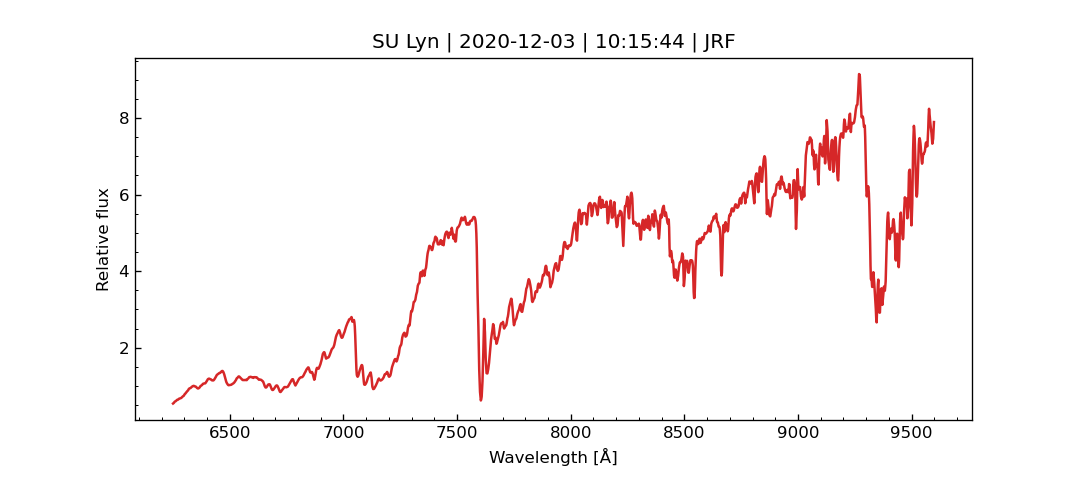 SU Lyn | 2020-12-03 | 10:15:44 | JRF
Relative flux
8
6
4
2
6500 7000 7500 8000 8500 9000 9500
Wavelength [Å]